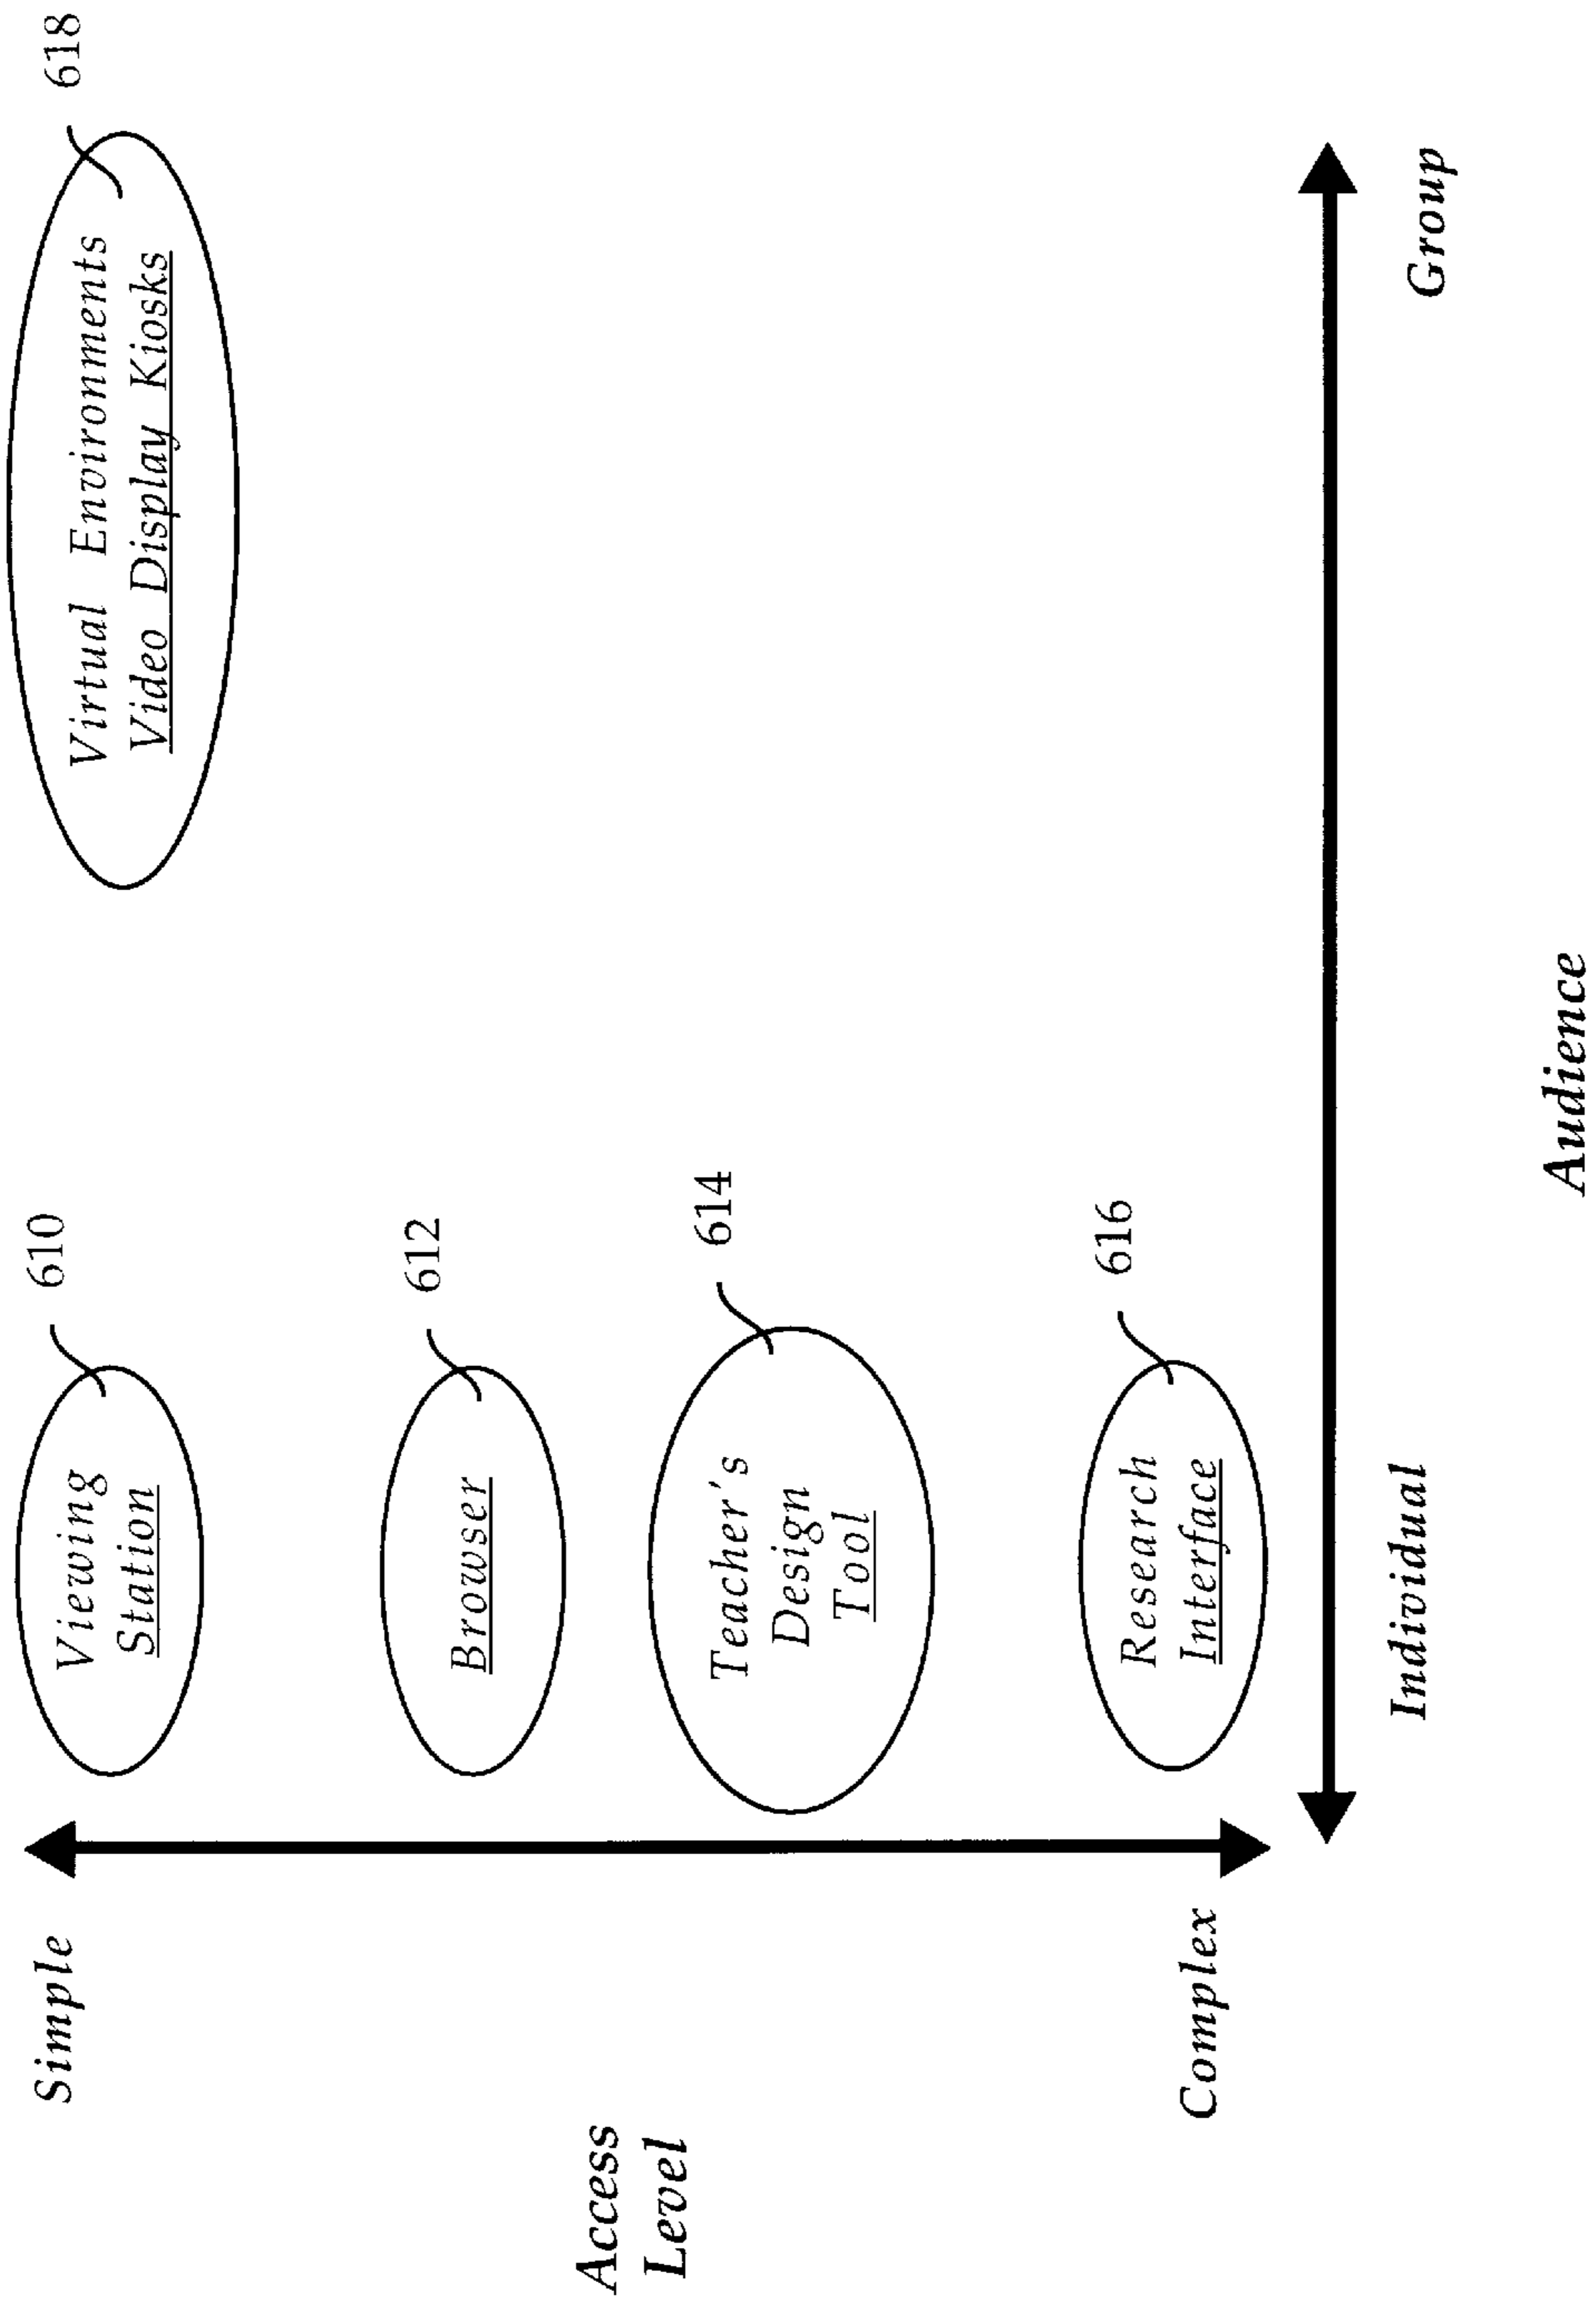 618
Virtual Environments
Video Display Kiosks
610
Viewing
Station
Simple
612
Browser
614
Teacher's
Design
Tool
Access
Level
616
Research
Interface
Complex
Individual
Group
Audience